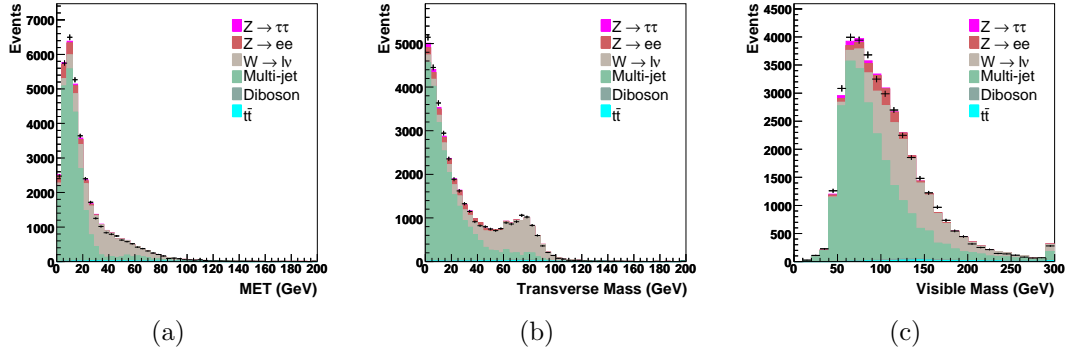 Events
7000
6000
5000
4000
3000
2000
1000
0
0 20 40 60 80 100 120 140 160 180 200
MET (GeV)
Z → ττ
Z → ee
W → lν
Multi-jet
Diboson
tt̄
(a)
Events
5000
4000
3000
2000
1000
0
0 20 40 60 80 100 120 140 160 180 200
Transverse Mass (GeV)
Z → ττ
Z → ee
W → lν
Multi-jet
Diboson
tt̄
(b)
Events
4500
4000
3500
3000
2500
2000
1500
1000
500
0
0 50 100 150 200 250 300
Visible Mass (GeV)
Z → ττ
Z → ee
W → lν
Multi-jet
Diboson
tt̄
(c)